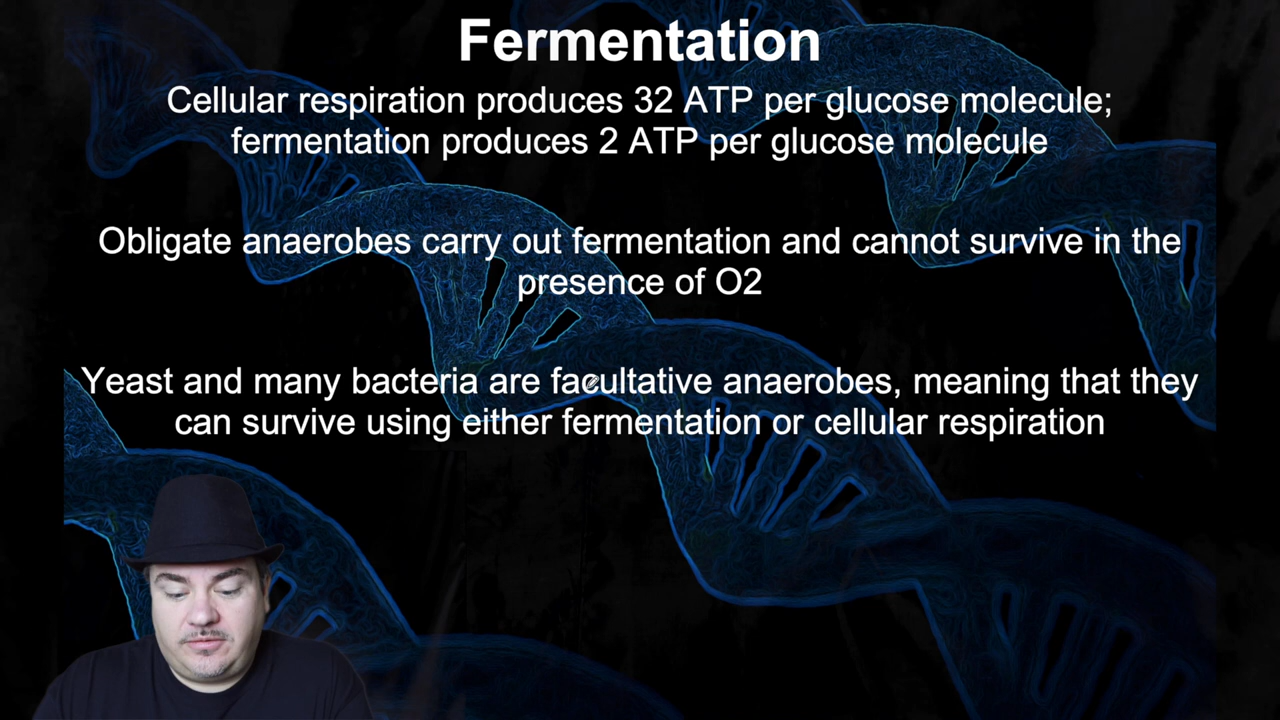 Fermentation
Cellular respiration produces 32 ATP per glucose molecule;
fermentation produces 2 ATP per glucose molecule
Obligate anaerobes carry out fermentation and cannot survive in the
presence of O2
Yeast and many bacteria are facultative anaerobes, meaning that they
can survive using either fermentation or cellular respiration